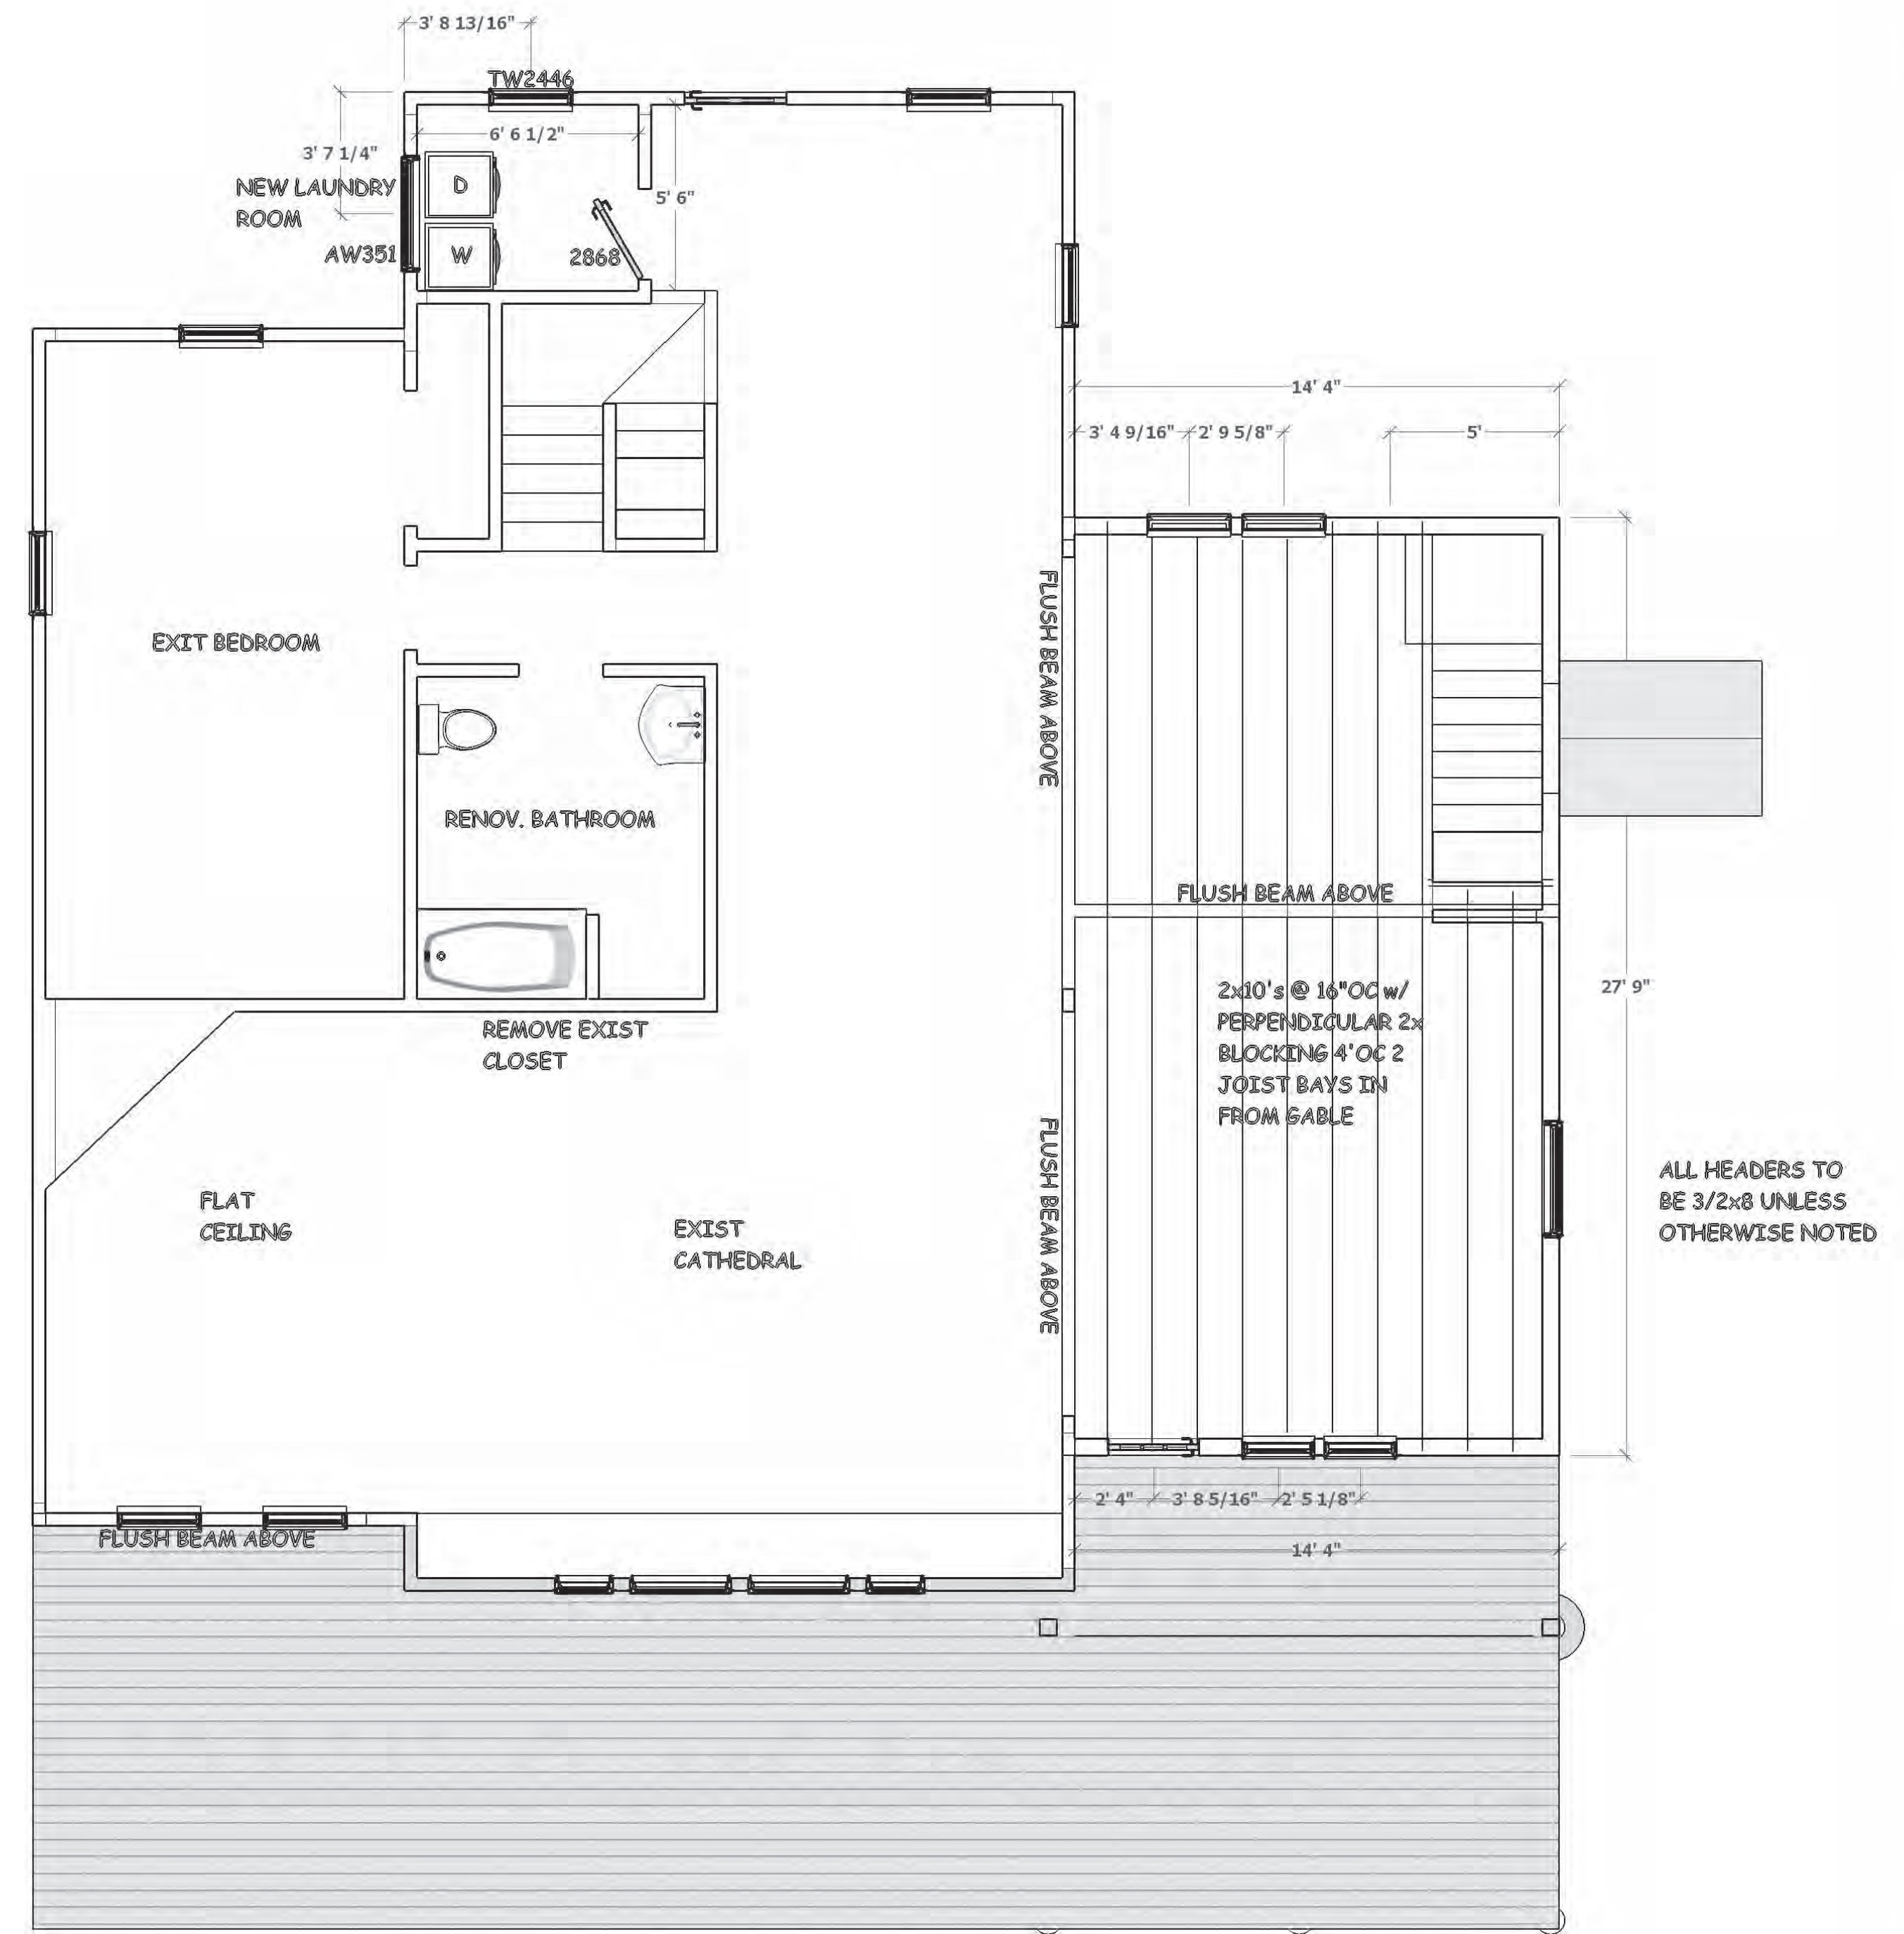 3' 8 13/16"
TW2446
6' 6 1/2"
3' 7 1/4"
NEW LAUNDRY
ROOM
D
5' 6"
AW351
W
2868
14' 4"
3' 4 9/16"
2' 9 5/8"
5'
FLUSH BEAM ABOVE
EXIT BEDROOM
RENOV. BATHROOM
FLUSH BEAM ABOVE
2x10's @ 16"OC w/
PERPENDICULAR 2x
BLOCKING 4'OC 2
JOIST BAYS IN
FROM GABLE
27' 9"
REMOVE EXIST
CLOSET
FLUSH BEAM ABOVE
ALL HEADERS TO
BE 3/2x8 UNLESS
OTHERWISE NOTED
FLAT
CEILING
EXIST
CATHEDRAL
2' 4"
3' 8 5/16"
2' 5 1/8"
FLUSH BEAM ABOVE
14' 4"